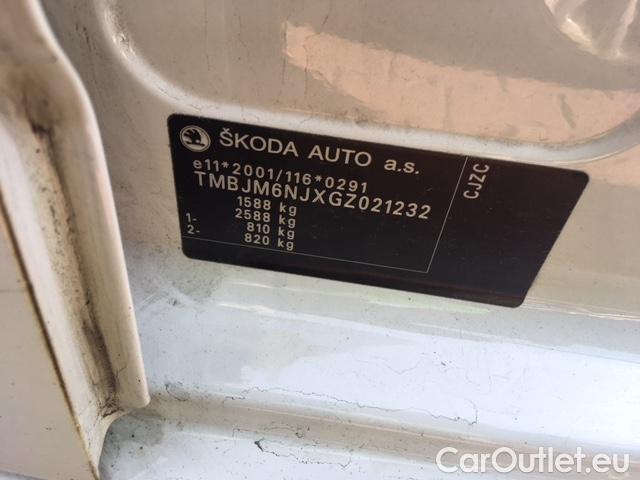 ŠKODA AUTO a.s.
e11*2001/116*0291
TMBJM6NJXGZ021232
1588 kg
2588 kg
1- 810 kg
2- 820 kg
CJZC
CarOutlet.eu